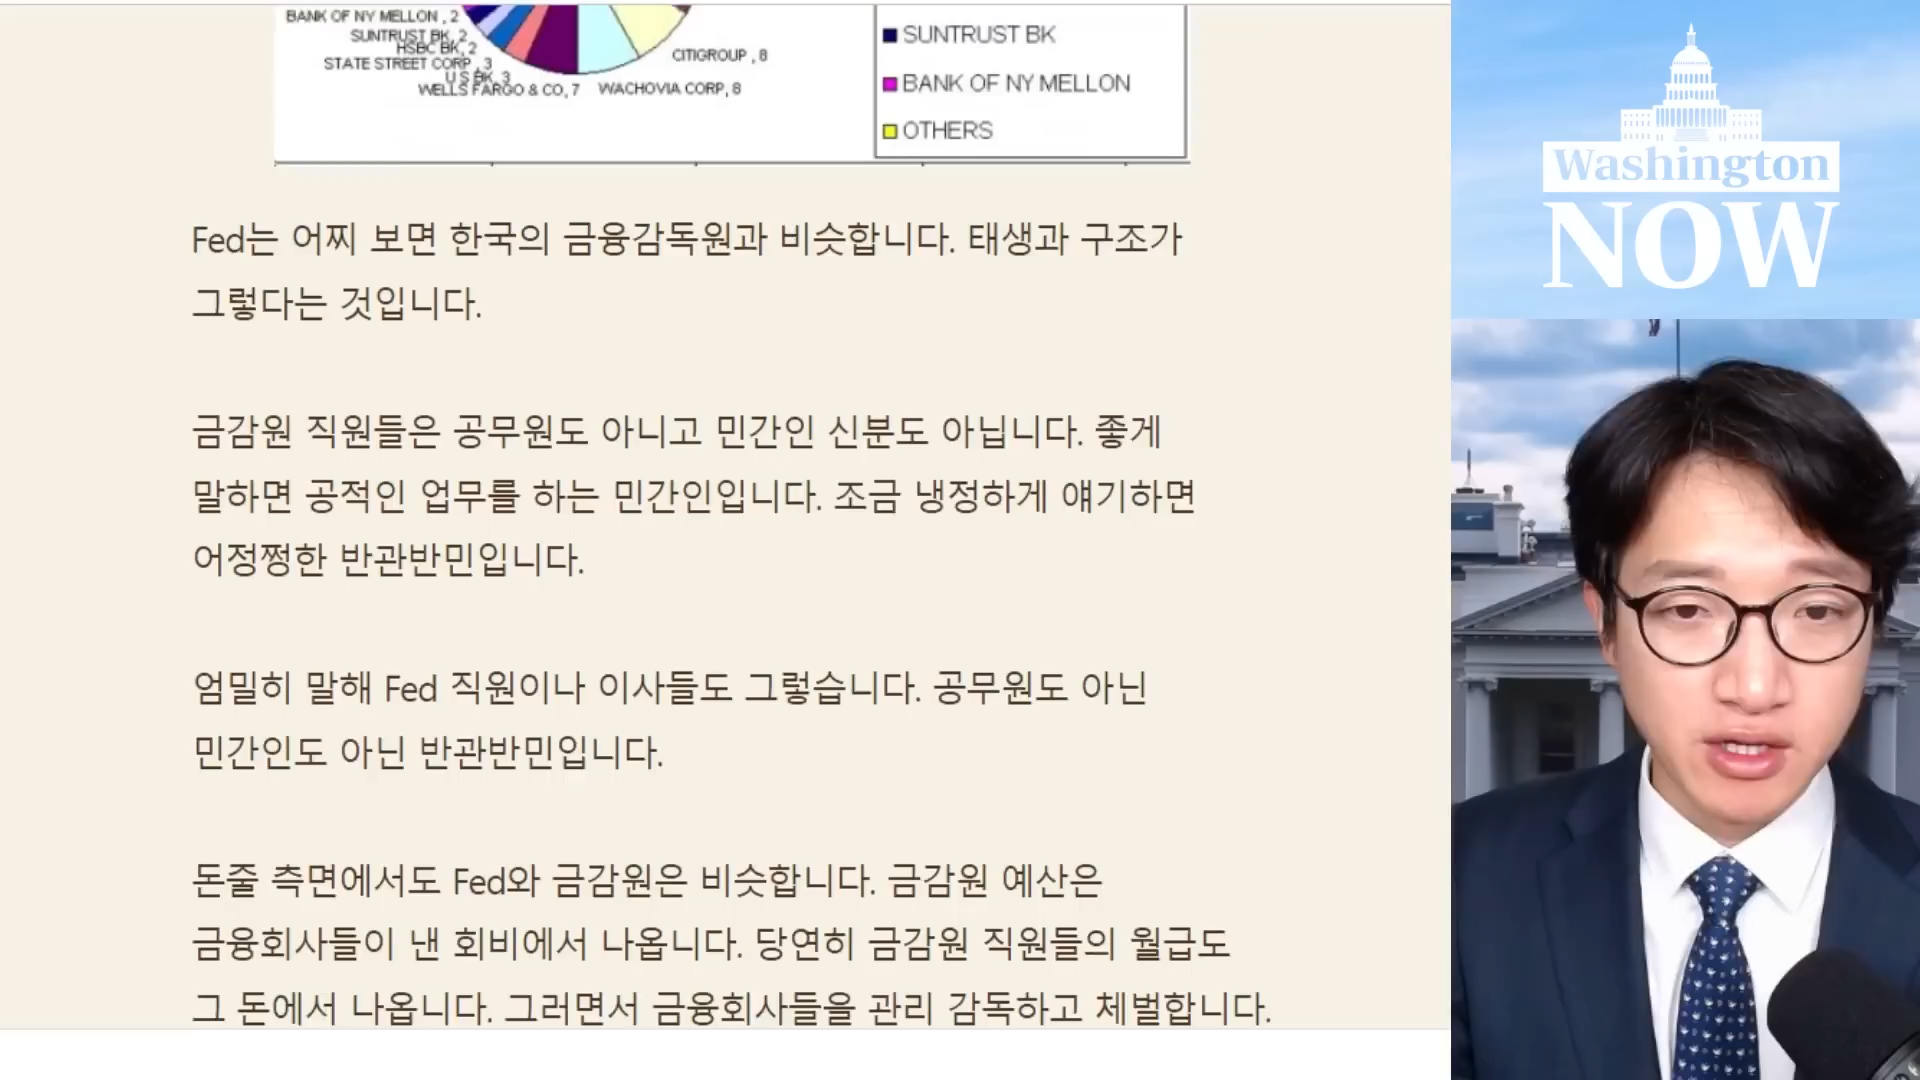 BANK OF NY MELLON , 2
SUNTRUST BK, 2
HSBC BK, 2
STATE STREET CORP , 3
U S BK, 3
WELLS FARGO & CO, 7
WACHOVIA CORP, 8
CITIGROUP , 8
SUNTRUST BK
BANK OF NY MELLON
OTHERS
Fed는 어찌 보면 한국의 금융감독원과 비슷합니다. 태생과 구조가
그렇다는 것입니다.
금감원 직원들은 공무원도 아니고 민간인 신분도 아닙니다. 좋게
말하면 공적인 업무를 하는 민간인입니다. 조금 냉정하게 얘기하면
어정쩡한 반관반민입니다.
엄밀히 말해 Fed 직원이나 이사들도 그렇습니다. 공무원도 아닌
민간인도 아닌 반관반민입니다.
돈줄 측면에서도 Fed와 금감원은 비슷합니다. 금감원 예산은
금융회사들이 낸 회비에서 나옵니다. 당연히 금감원 직원들의 월급도
그 돈에서 나옵니다. 그러면서 금융회사들을 관리 감독하고 체벌합니다.
Washington
NOW